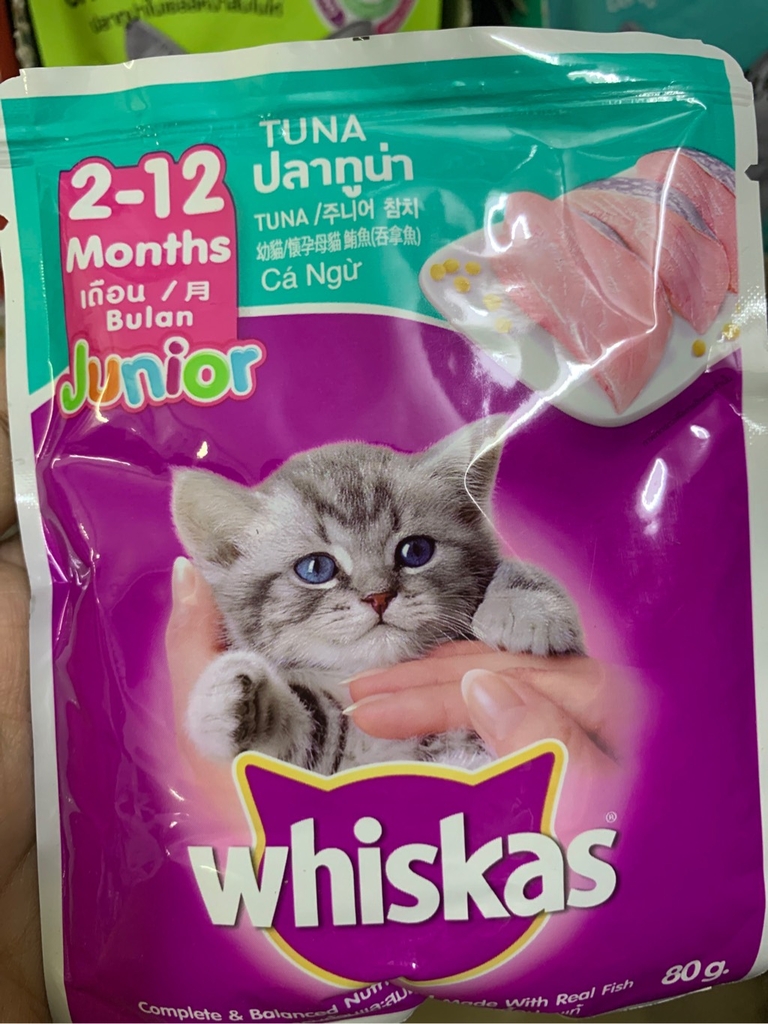 TUNA
ปลาทูน่า
TUNA /주니어 참치
幼貓/懷孕母貓 鮪魚(吞拿魚)
Cá Ngừ
2-12
Months
เดือน / 月
Bulan
Junior
whiskas®
80 g.
Complete & Balanced
Made With Real Fish